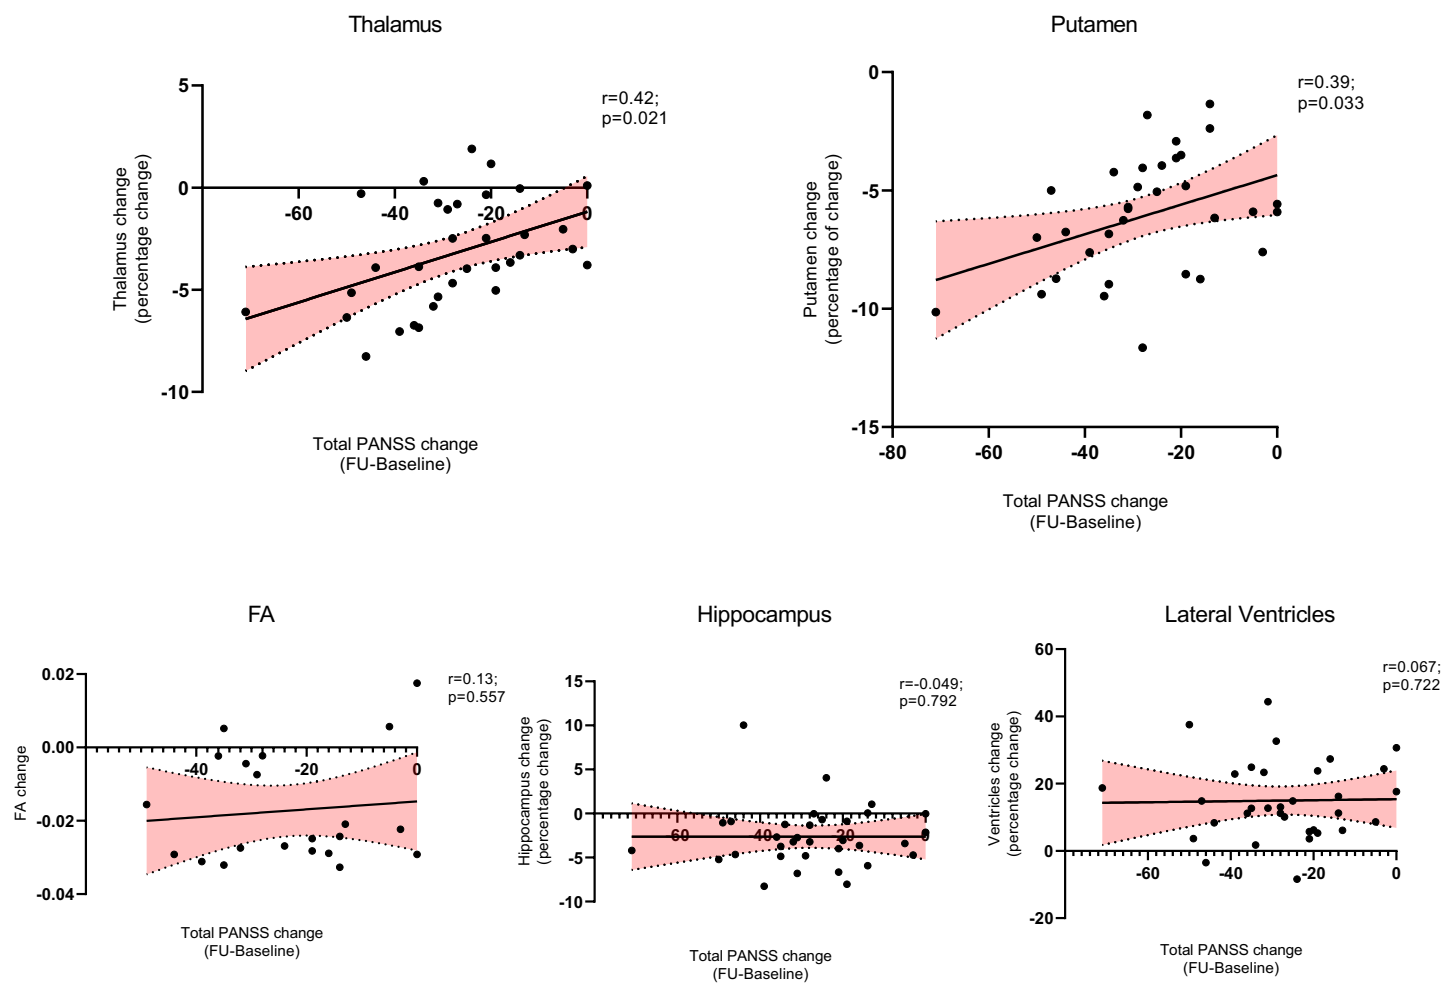 Thalamus
Putamen
r=0.42;
p=0.021
Thalamus change
(percentage change)
5
0
-5
-10
-60
-40
-20
0
Total PANSS change
(FU-Baseline)
r=0.39;
p=0.033
Putamen change
(percentage of change)
0
-5
-10
-15
-80
-60
-40
-20
0
Total PANSS change
(FU-Baseline)
FA
Hippocampus
Lateral Ventricles
r=0.13;
p=0.557
FA change
0.02
0.00
-0.02
-0.04
-40
-20
0
Total PANSS change
(FU-Baseline)
r=-0.049;
p=0.792
Hippocampus change
(percentage change)
15
10
5
0
-5
-10
-60
-40
-20
0
Total PANSS change
(FU-Baseline)
r=0.067;
p=0.722
Ventricles change
(percentage change)
60
40
20
0
-20
-60
-40
-20
0
Total PANSS change
(FU-Baseline)